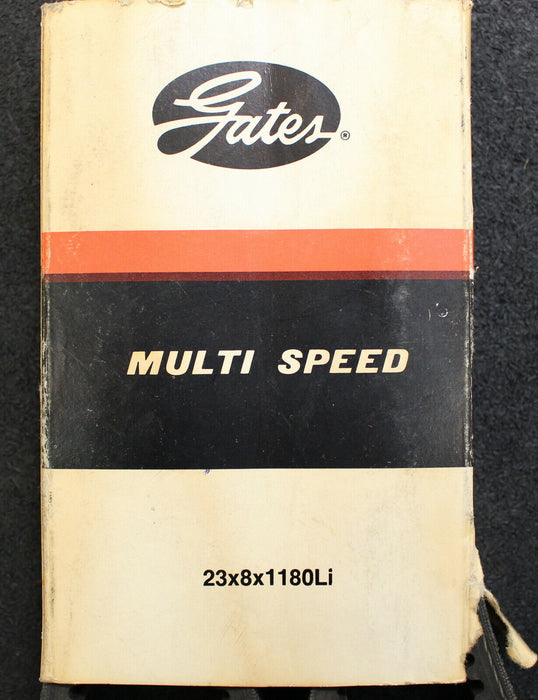 Gates®
MULTI SPEED
23x8x1180Li